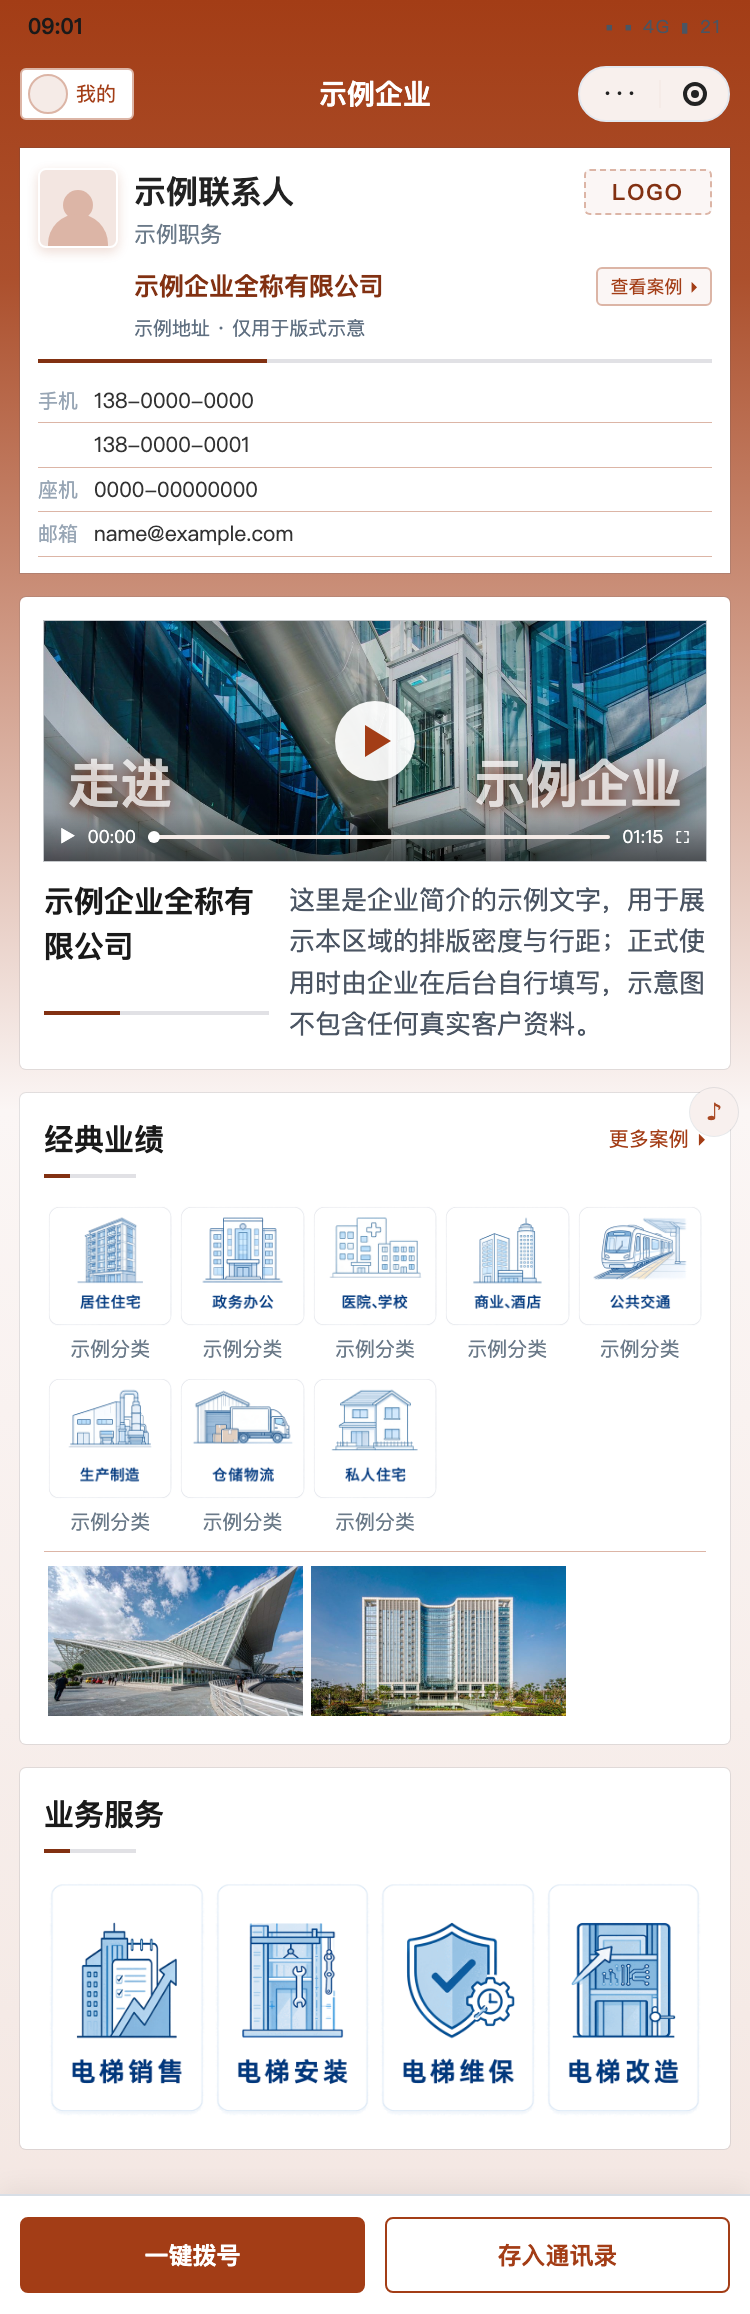 09:01
4G 21
我的
示例企业
示例联系人
LOGO
示例职务
示例企业全称有限公司
查看案例
示例地址 · 仅用于版式示意
手机 138-0000-0000
138-0000-0001
座机 0000-00000000
邮箱 name@example.com
走进 示例企业
00:00 01:15
示例企业全称有
限公司
这里是企业简介的示例文字，用于展
示本区域的排版密度与行距；正式使
用时由企业在后台自行填写，示意图
不包含任何真实客户资料。
经典业绩
更多案例
居住住宅 政务办公 医院、学校 商业、酒店 公共交通
示例分类 示例分类 示例分类 示例分类 示例分类
生产制造 仓储物流 私人住宅
示例分类 示例分类 示例分类
业务服务
电梯销售 电梯安装 电梯维保 电梯改造
一键拨号 存入通讯录